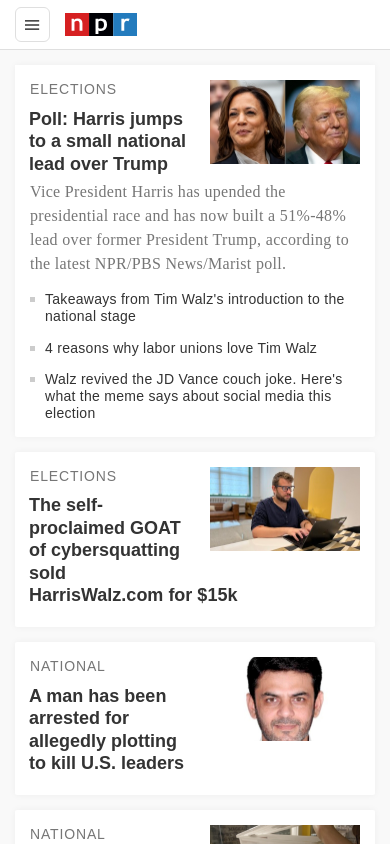 npr
ELECTIONS
Poll: Harris jumps
to a small national
lead over Trump
Vice President Harris has upended the
presidential race and has now built a 51%-48%
lead over former President Trump, according to
the latest NPR/PBS News/Marist poll.
Takeaways from Tim Walz's introduction to the
national stage
4 reasons why labor unions love Tim Walz
Walz revived the JD Vance couch joke. Here's
what the meme says about social media this
election
ELECTIONS
The self-
proclaimed GOAT
of cybersquatting
sold
HarrisWalz.com for $15k
NATIONAL
A man has been
arrested for
allegedly plotting
to kill U.S. leaders
NATIONAL